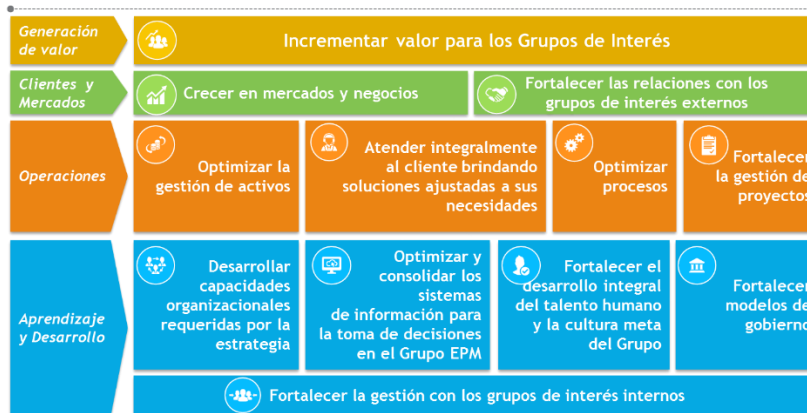 Generación
de valor
Incrementar valor para los Grupos de Interés
Clientes y
Mercados
Crecer en mercados y negocios
Fortalecer las relaciones con los
grupos de interés externos
Operaciones
Optimizar la
gestión de activos
Atender integralmente
al cliente brindando
soluciones ajustadas a sus
necesidades
Optimizar
procesos
Fortalecer
la gestión de
proyectos
Aprendizaje
y Desarrollo
Desarrollar
capacidades
organizacionales
requeridas por la
estrategia
Optimizar y
consolidar los
sistemas
de información para
la toma de decisiones
en el Grupo EPM
Fortalecer el
desarrollo integral
del talento humano
y la cultura meta
del Grupo
Fortalecer
modelos de
gobierno
Fortalecer la gestión con los grupos de interés internos